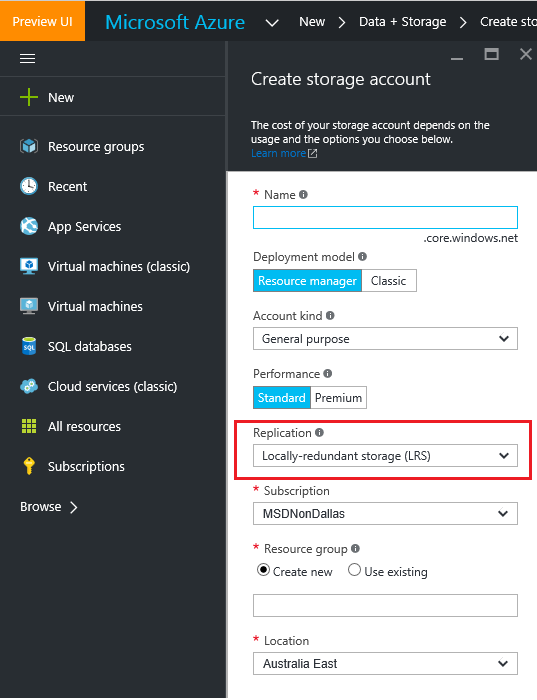 Preview UI Microsoft Azure New > Data + Storage > Create sto
New
Resource groups
Recent
App Services
Virtual machines (classic)
Virtual machines
SQL SQL databases
Cloud services (classic)
All resources
Subscriptions
Browse >
Create storage account
The cost of your storage account depends on the
usage and the options you choose below.
Learn more
* Name
.core.windows.net
Deployment model
Resource manager Classic
Account kind
General purpose
Performance
Standard Premium
Replication
Locally-redundant storage (LRS)
* Subscription
MSDNonDallas
* Resource group
Create new Use existing
* Location
Australia East